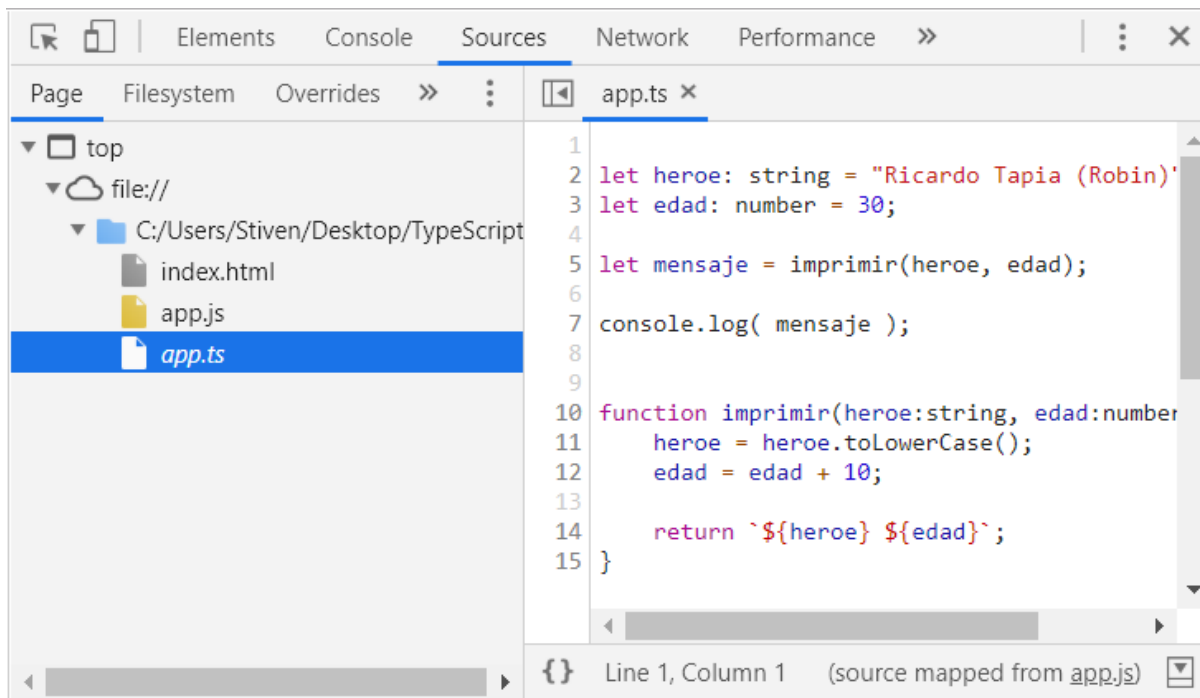 Elements Console Sources Network Performance »
Page Filesystem Overrides »
top
file://
C:/Users/Stiven/Desktop/TypeScript
index.html
app.js
app.ts
app.ts ×
1
2 let heroe: string = "Ricardo Tapia (Robin)"
3 let edad: number = 30;
4
5 let mensaje = imprimir(heroe, edad);
6
7 console.log( mensaje );
8
9
10 function imprimir(heroe:string, edad:number
11     heroe = heroe.toLowerCase();
12     edad = edad + 10;
13
14     return `${heroe} ${edad}`;
15 }
{} Line 1, Column 1 (source mapped from app.js)